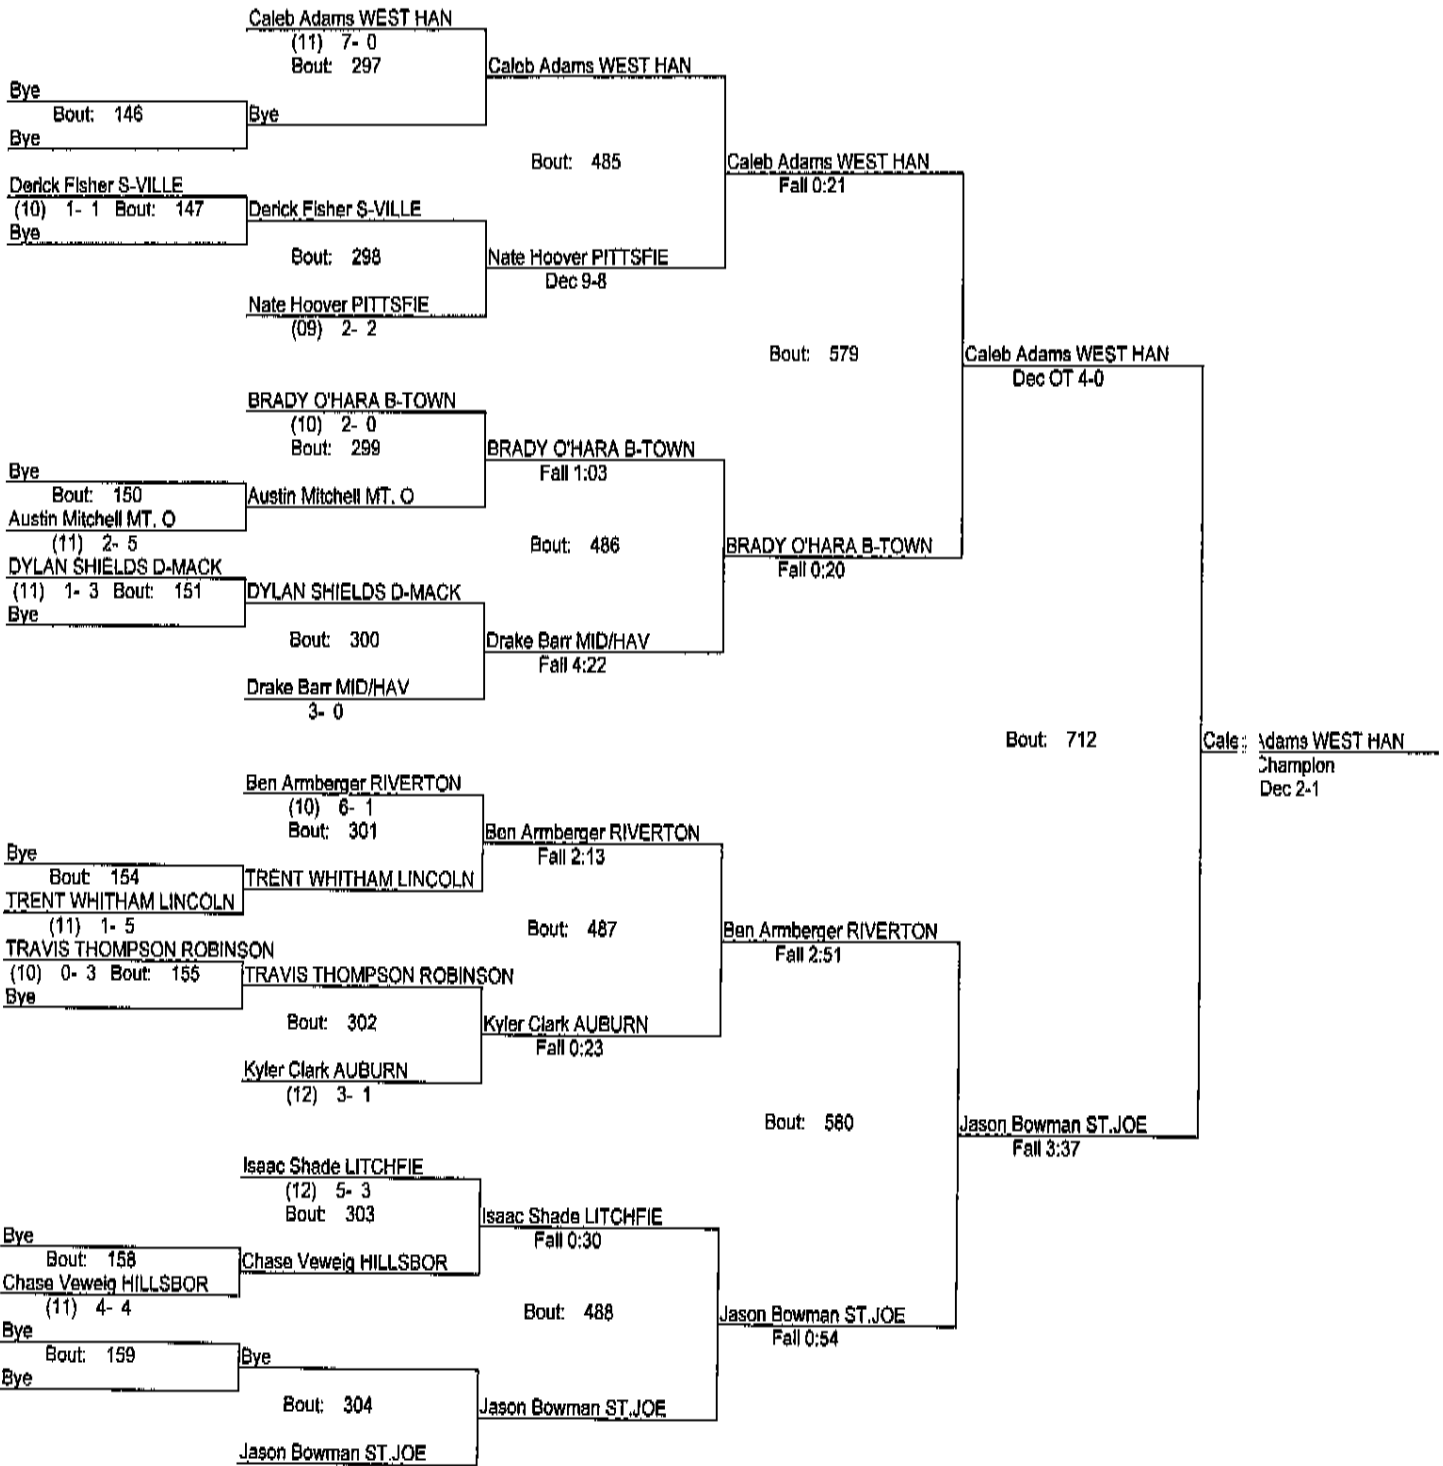 Caleb Adams WEST HAN
(11) 7- 0
Bout: 297
Caleb Adams WEST HAN
Bye
Bout: 146
Bye
Bye
Bout: 485
Caleb Adams WEST HAN
Fall 0:21
Derick Fisher S-VILLE
(10) 1- 1 Bout: 147
Derick Fisher S-VILLE
Bye
Bout: 298
Nate Hoover PITTSFIE
Dec 9-8
Nate Hoover PITTSFIE
(09) 2- 2
Bout: 579
Caleb Adams WEST HAN
Dec OT 4-0
BRADY O'HARA B-TOWN
(10) 2- 0
Bout: 299
BRADY O'HARA B-TOWN
Fall 1:03
Bye
Bout: 150
Austin Mitchell MT. O
Austin Mitchell MT. O
(11) 2- 5
Bout: 486
BRADY O'HARA B-TOWN
Fall 0:20
DYLAN SHIELDS D-MACK
(11) 1- 3 Bout: 151
DYLAN SHIELDS D-MACK
Bye
Bout: 300
Drake Barr MID/HAV
Fall 4:22
Drake Barr MID/HAV
3- 0
Bout: 712
Cale Adams WEST HAN
Champion
Dec 2-1
Ben Armberger RIVERTON
(10) 6- 1
Bout: 301
Ben Armberger RIVERTON
Fall 2:13
Bye
Bout: 154
TRENT WHITHAM LINCOLN
TRENT WHITHAM LINCOLN
(11) 1- 5
Bout: 487
Ben Armberger RIVERTON
Fall 2:51
TRAVIS THOMPSON ROBINSON
(10) 0- 3 Bout: 155
TRAVIS THOMPSON ROBINSON
Bye
Bout: 302
Kyler Clark AUBURN
Fall 0:23
Kyler Clark AUBURN
(12) 3- 1
Bout: 580
Jason Bowman ST.JOE
Fall 3:37
Isaac Shade LITCHFIE
(12) 5- 3
Bout: 303
Isaac Shade LITCHFIE
Fall 0:30
Bye
Bout: 158
Chase Veweig HILLSBOR
Chase Veweig HILLSBOR
(11) 4- 4
Bout: 488
Jason Bowman ST.JOE
Fall 0:54
Bye
Bout: 159
Bye
Bye
Bout: 304
Jason Bowman ST.JOE
Jason Bowman ST.JOE